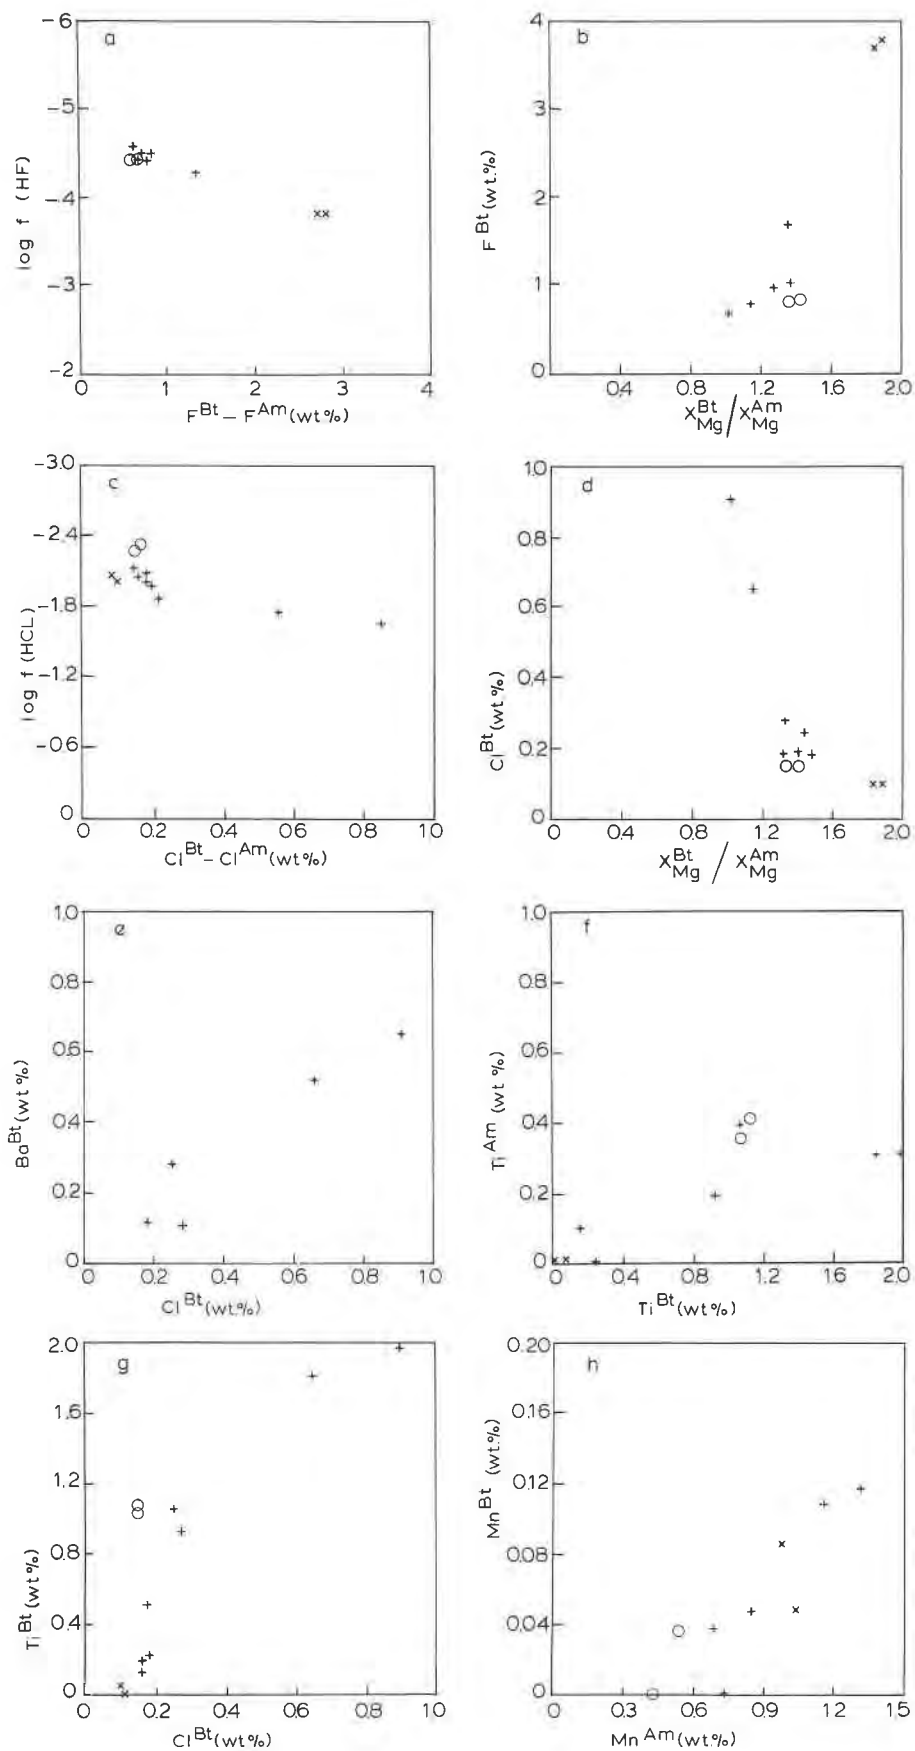 a
-6
-5
-4
-3
-2
log f (HF)
0 1 2 3 4
F^Bt – F^Am (wt%)
b
4
3
2
1
0
F^Bt (wt.%)
0.4 0.8 1.2 1.6 2.0
X^Bt_Mg / X^Am_Mg
c
-3.0
-2.4
-1.8
-1.2
-0.6
0
log f (HCL)
0 0.2 0.4 0.6 0.8 1.0
Cl^Bt – Cl^Am (wt%)
d
1.0
0.8
0.6
0.4
0.2
0
Cl^Bt (wt.%)
0 0.4 0.8 1.2 1.6 2.0
X^Bt_Mg / X^Am_Mg
e
1.0
0.8
0.6
0.4
0.2
0
Ba^Bt (wt%)
0 0.2 0.4 0.6 0.8 1.0
Cl^Bt (wt.%)
f
1.0
0.8
0.6
0.4
0.2
0
Ti^Am (wt %)
0 0.4 0.8 1.2 1.6 2.0
Ti^Bt (wt%)
g
2.0
1.6
1.2
0.8
0.4
0
Ti^Bt (wt%)
0 0.2 0.4 0.6 0.8 1.0
Cl^Bt (wt%)
h
0.20
0.16
0.12
0.08
0.04
0
Mn^Bt (wt.%)
0 0.3 0.6 0.9 1.2 1.5
Mn^Am (wt%)